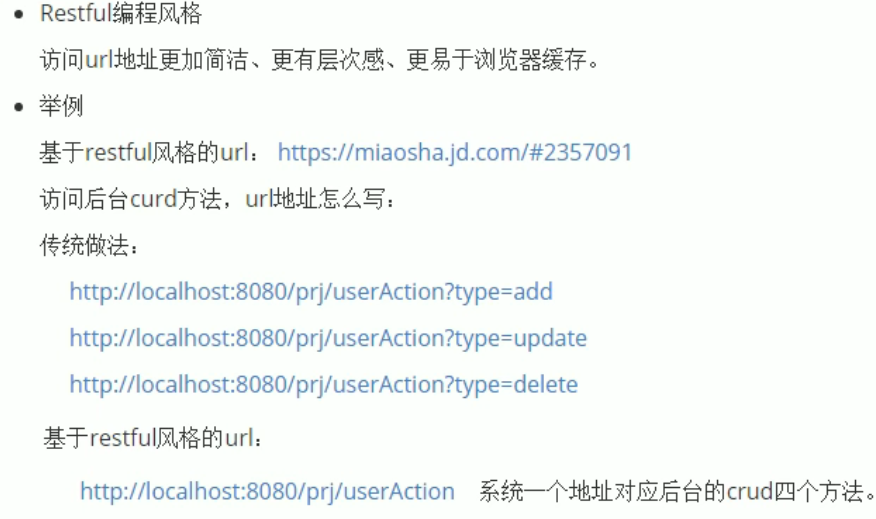 Restful编程风格
访问url地址更加简洁、更有层次感、更易于浏览器缓存。
举例
基于restful风格的url： https://miaosha.jd.com/#2357091
访问后台curd方法，url地址怎么写：
传统做法：
http://localhost:8080/prj/userAction?type=add
http://localhost:8080/prj/userAction?type=update
http://localhost:8080/prj/userAction?type=delete
基于restful风格的url：
http://localhost:8080/prj/userAction 系统一个地址对应后台的crud四个方法。